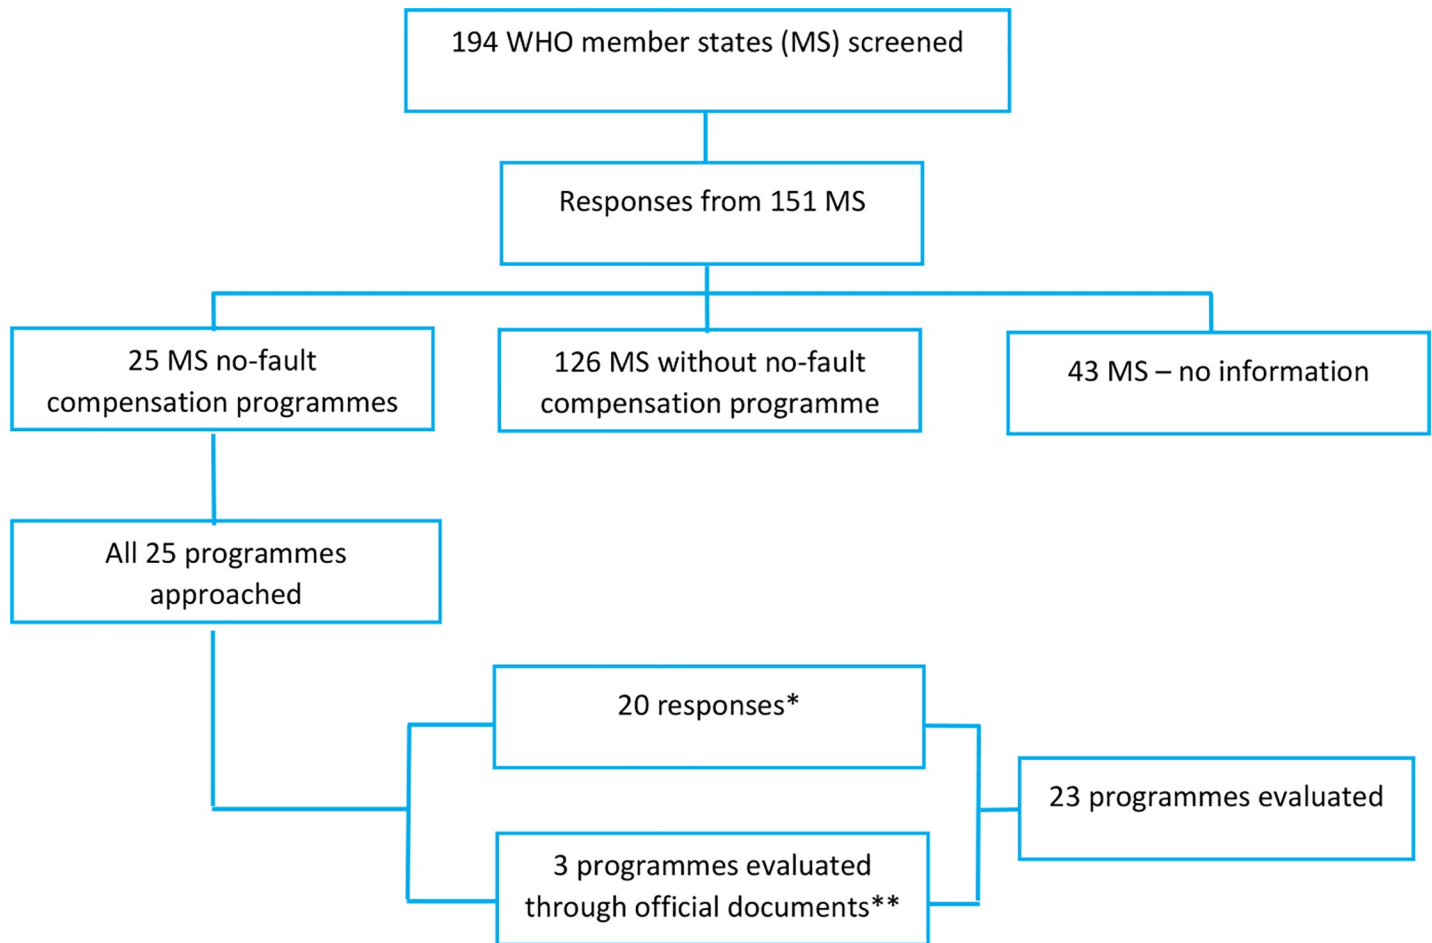 194 WHO member states (MS) screened
Responses from 151 MS
25 MS no-fault
compensation programmes
126 MS without no-fault
compensation programme
43 MS – no information
All 25 programmes
approached
20 responses*
23 programmes evaluated
3 programmes evaluated
through official documents**